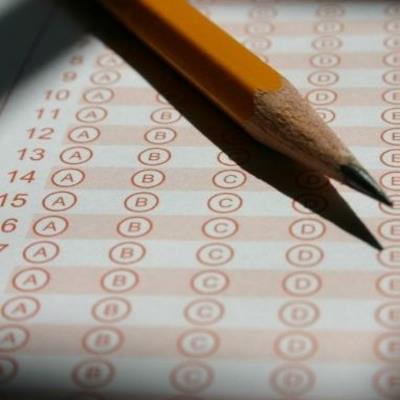 8 A D
9 A D E
10 A D E
11 A B D E
12 A B E
13 A B E
14 A B C E
15 A B C E
6 A B C D E
7 A B C D E
A B C D E
A B C D E
A B C D E
A B C D E